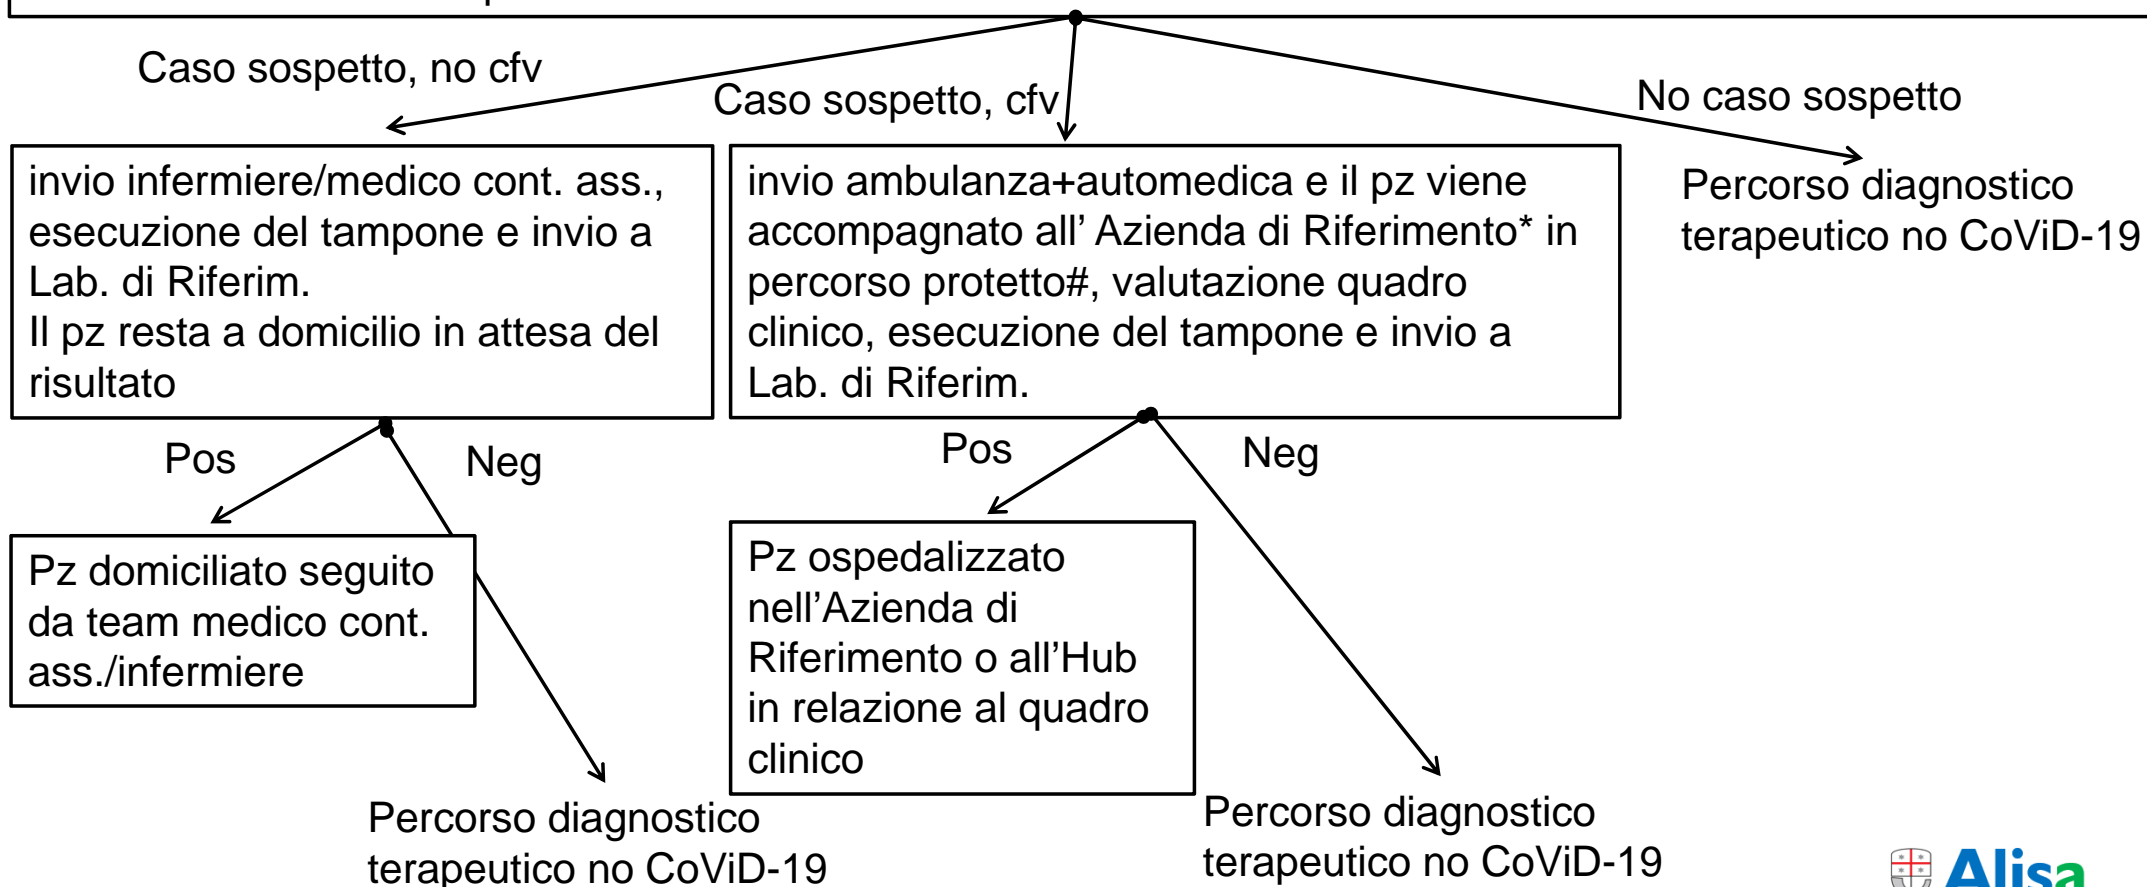 Caso sospetto, no cfv
Caso sospetto, cfv
No caso sospetto
invio infermiere/medico cont. ass.,
esecuzione del tampone e invio a
Lab. di Riferim.
Il pz resta a domicilio in attesa del
risultato
invio ambulanza+automedica e il pz viene
accompagnato all' Azienda di Riferimento* in
percorso protetto#, valutazione quadro
clinico, esecuzione del tampone e invio a
Lab. di Riferim.
Percorso diagnostico
terapeutico no CoViD-19
Pos
Neg
Pos
Neg
Pz domiciliato seguito
da team medico cont.
ass./infermiere
Pz ospedalizzato
nell’Azienda di
Riferimento o all’Hub
in relazione al quadro
clinico
Percorso diagnostico
terapeutico no CoViD-19
Percorso diagnostico
terapeutico no CoViD-19
Alisa